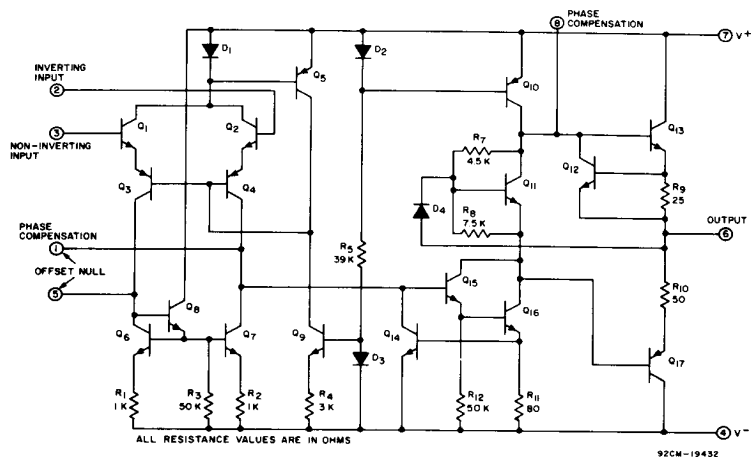 PHASE
COMPENSATION
8
7 V+
D1
D2
INVERTING
INPUT
2
Q5
Q10
3
NON-INVERTING
INPUT
Q1
Q2
Q13
Q12
R7
4.5 K
Q11
Q3
Q4
R9
25
D4
R8
7.5 K
OUTPUT
6
PHASE
COMPENSATION
1
OFFSET NULL
5
R5
39 K
R10
50
Q15
Q16
Q8
Q6
Q7
Q9
Q14
D3
Q17
R1
1 K
R3
50 K
R2
1 K
R4
3 K
R12
50 K
R11
80
4 V-
ALL RESISTANCE VALUES ARE IN OHMS
92CM-19432